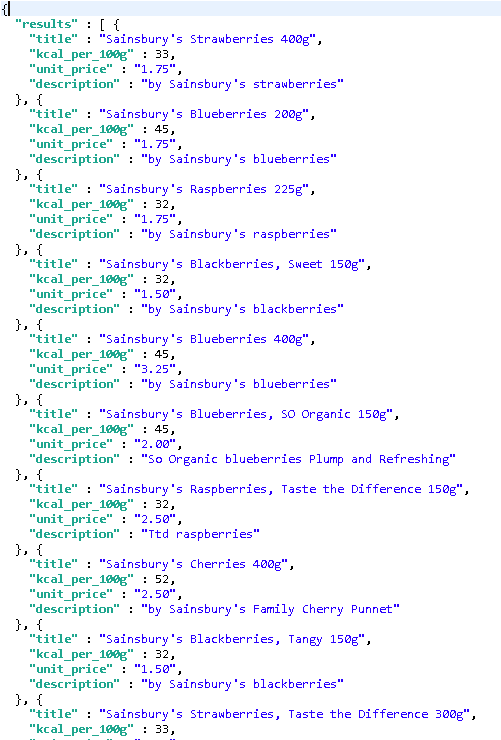 {
"results" : [ {
"title" : "Sainsbury's Strawberries 400g",
"kcal_per_100g" : 33,
"unit_price" : "1.75",
"description" : "by Sainsbury's strawberries"
}, {
"title" : "Sainsbury's Blueberries 200g",
"kcal_per_100g" : 45,
"unit_price" : "1.75",
"description" : "by Sainsbury's blueberries"
}, {
"title" : "Sainsbury's Raspberries 225g",
"kcal_per_100g" : 32,
"unit_price" : "1.75",
"description" : "by Sainsbury's raspberries"
}, {
"title" : "Sainsbury's Blackberries, Sweet 150g",
"kcal_per_100g" : 32,
"unit_price" : "1.50",
"description" : "by Sainsbury's blackberries"
}, {
"title" : "Sainsbury's Blueberries 400g",
"kcal_per_100g" : 45,
"unit_price" : "3.25",
"description" : "by Sainsbury's blueberries"
}, {
"title" : "Sainsbury's Blueberries, SO Organic 150g",
"kcal_per_100g" : 45,
"unit_price" : "2.00",
"description" : "So Organic blueberries Plump and Refreshing"
}, {
"title" : "Sainsbury's Raspberries, Taste the Difference 150g",
"kcal_per_100g" : 32,
"unit_price" : "2.50",
"description" : "Ttd raspberries"
}, {
"title" : "Sainsbury's Cherries 400g",
"kcal_per_100g" : 52,
"unit_price" : "2.50",
"description" : "by Sainsbury's Family Cherry Punnet"
}, {
"title" : "Sainsbury's Blackberries, Tangy 150g",
"kcal_per_100g" : 32,
"unit_price" : "1.50",
"description" : "by Sainsbury's blackberries"
}, {
"title" : "Sainsbury's Strawberries, Taste the Difference 300g",
"kcal_per_100g" : 33,